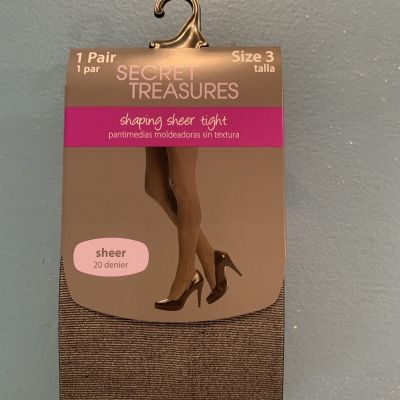 1 Pair
1 par
Size 3
talla
SECRET
TREASURES
shaping sheer tight
pantimedias moldeadoras sin textura
sheer
20 denier